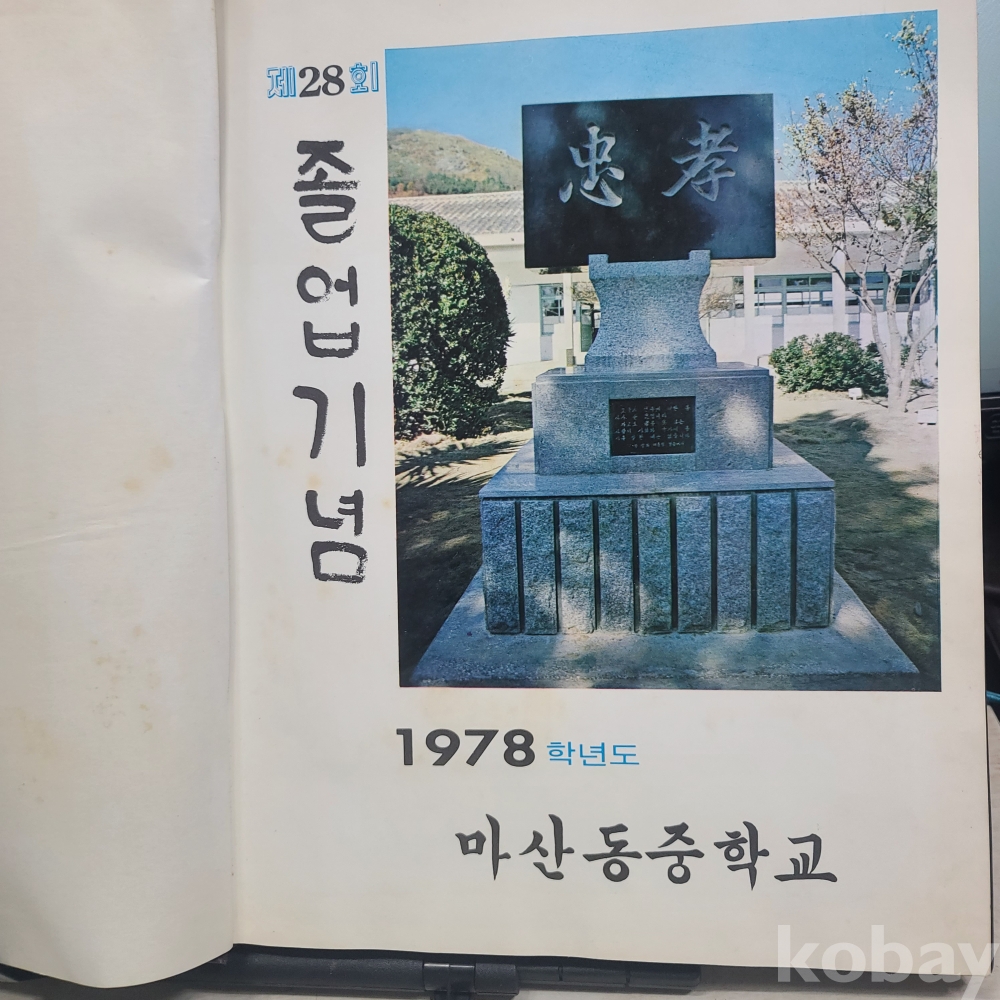 제28회
졸업기념
忠孝
1978 학년도
마산동중학교
kobay